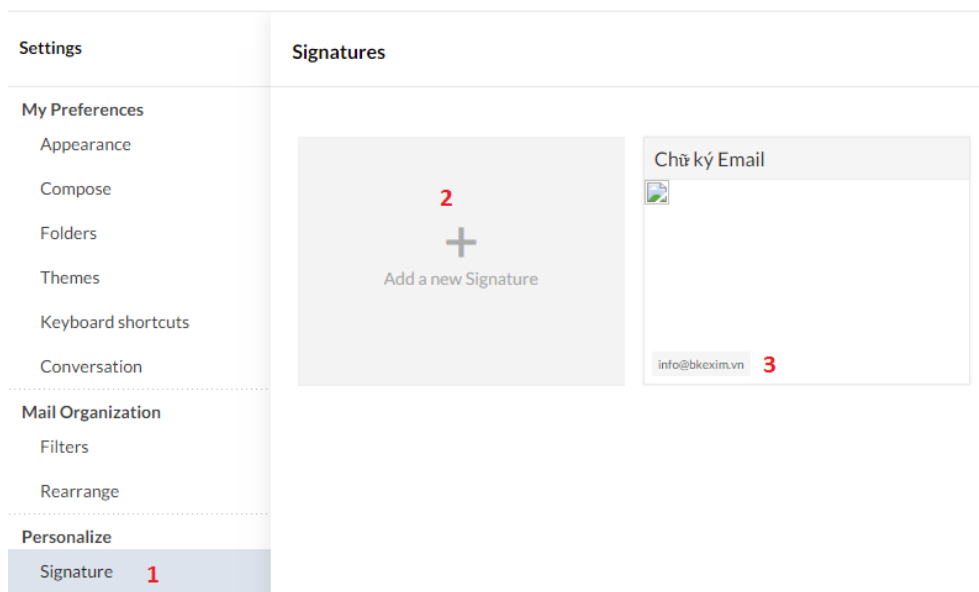 Settings
Signatures
My Preferences
Appearance
Compose
Folders
Themes
Keyboard shortcuts
Conversation
Mail Organization
Filters
Rearrange
Personalize
Signature 1
2
Add a new Signature
Chữ ký Email
info@bkexim.vn 3